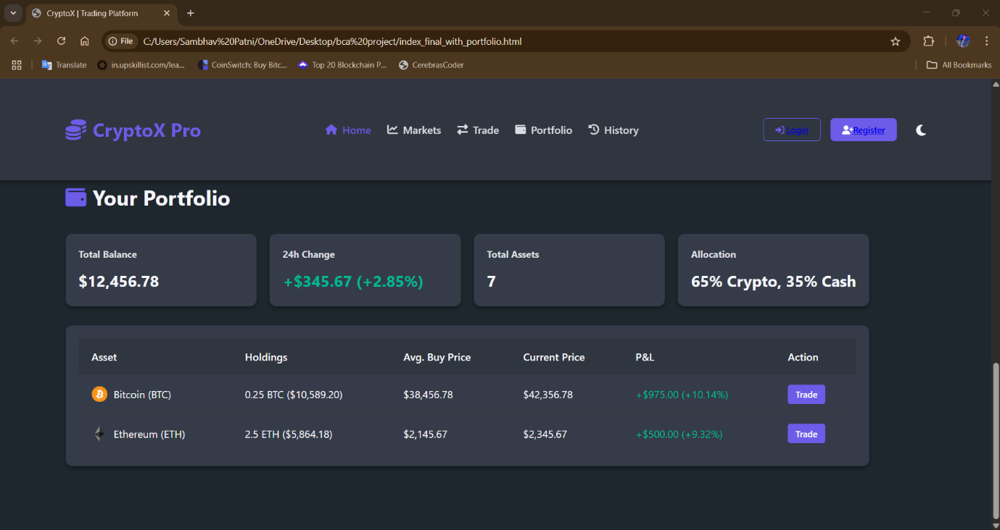 CryptoX | Trading Platform
File C:/Users/Sambhav%20Patni/OneDrive/Desktop/bca%20project/index_final_with_portfolio.html
Translate in.upskillist.com/lea... CoinSwitch: Buy Bitc... Top 20 Blockchain P... CerebrasCoder All Bookmarks
CryptoX Pro Home Markets Trade Portfolio History Login Register
Your Portfolio
Total Balance 24h Change Total Assets Allocation
$12,456.78 +$345.67 (+2.85%) 7 65% Crypto, 35% Cash
Asset Holdings Avg. Buy Price Current Price P&L Action
Bitcoin (BTC) 0.25 BTC ($10,589.20) $38,456.78 $42,356.78 +$975.00 (+10.14%) Trade
Ethereum (ETH) 2.5 ETH ($5,864.18) $2,145.67 $2,345.67 +$500.00 (+9.32%) Trade